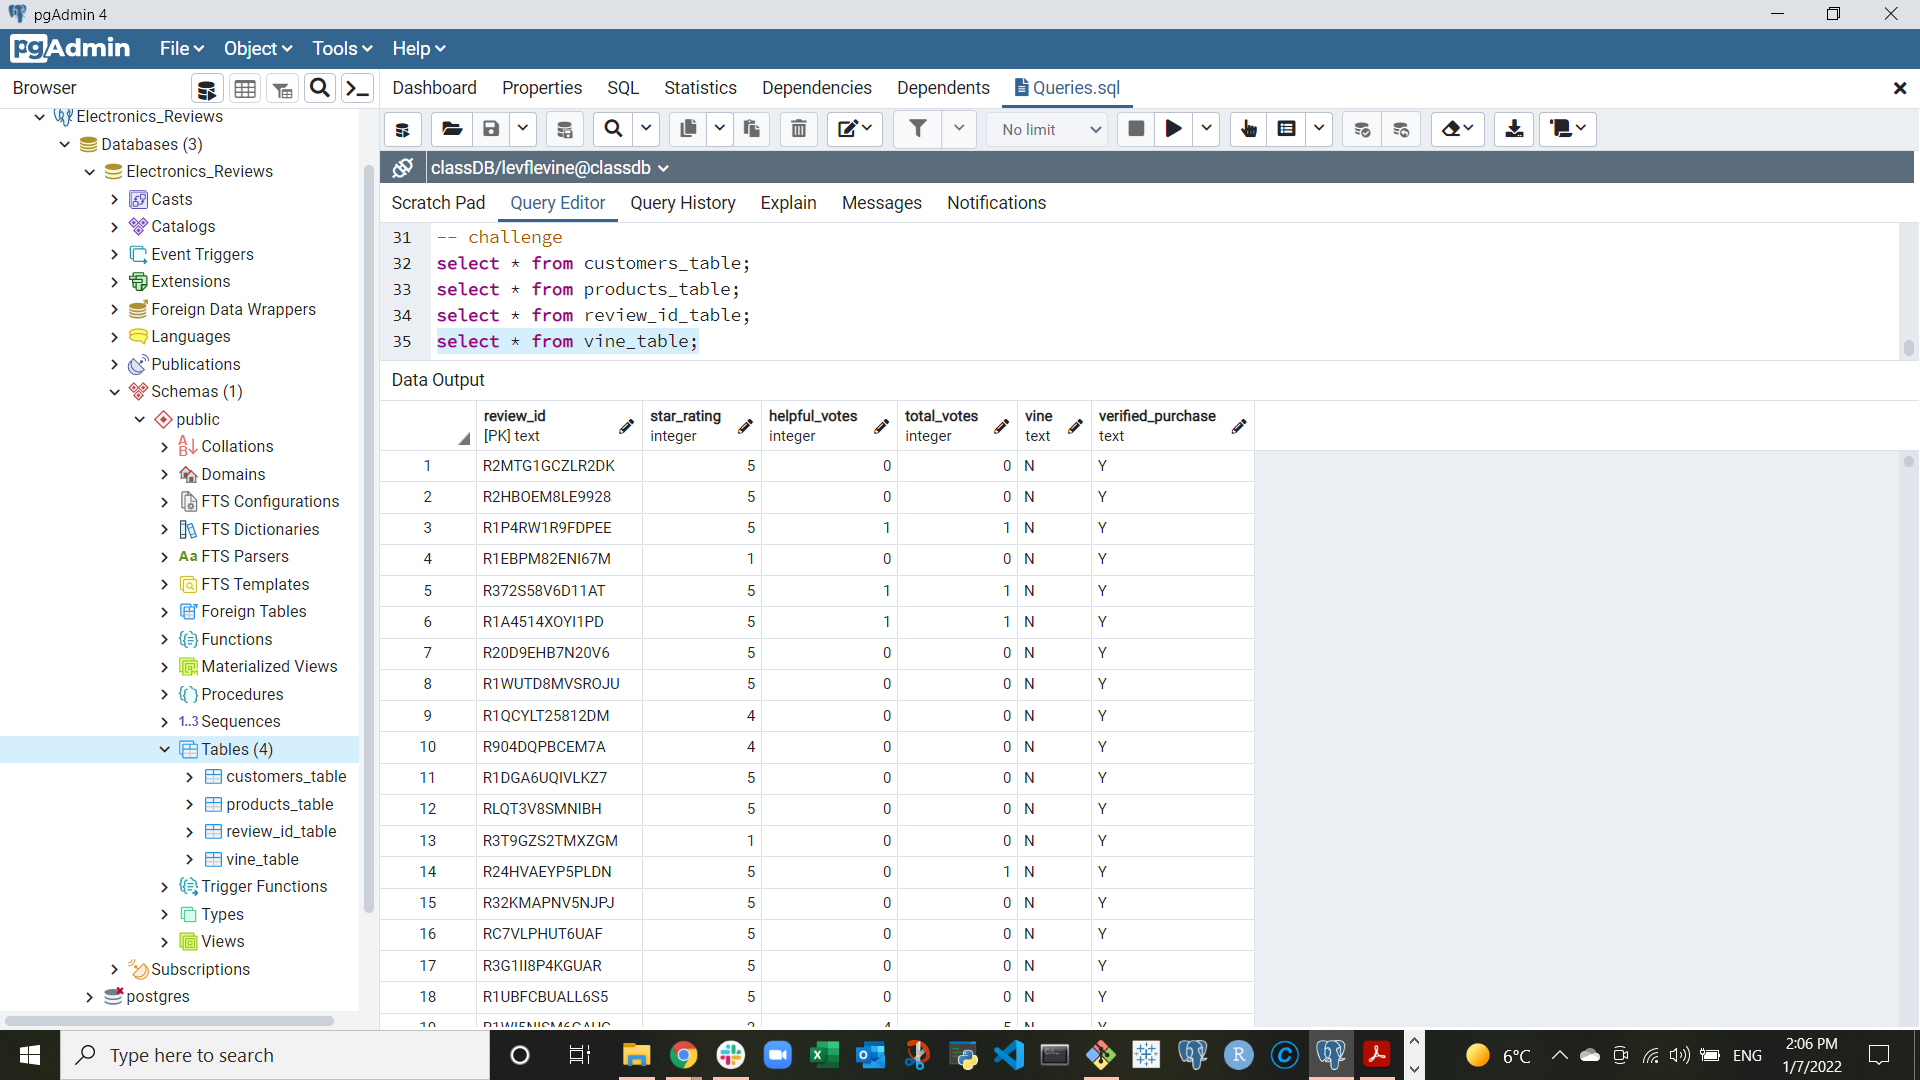 pgAdmin 4
pgAdmin File Object Tools Help
Browser
Dashboard Properties SQL Statistics Dependencies Dependents Queries.sql
No limit
classDB/levflevine@classdb
Scratch Pad Query Editor Query History Explain Messages Notifications
Electronics_Reviews
Databases (3)
Electronics_Reviews
Casts
Catalogs
Event Triggers
Extensions
Foreign Data Wrappers
Languages
Publications
Schemas (1)
public
Collations
Domains
FTS Configurations
FTS Dictionaries
Aa FTS Parsers
FTS Templates
Foreign Tables
Functions
Materialized Views
Procedures
1..3 Sequences
Tables (4)
customers_table
products_table
review_id_table
vine_table
Trigger Functions
Types
Views
Subscriptions
postgres
31 -- challenge
32 select * from customers_table;
33 select * from products_table;
34 select * from review_id_table;
35 select * from vine_table;
Data Output
review_id star_rating helpful_votes total_votes vine verified_purchase
[PK] text integer integer integer text text
1 R2MTG1GCZLR2DK 5 0 0 N Y
2 R2HBOEM8LE9928 5 0 0 N Y
3 R1P4RW1R9FDPEE 5 1 1 N Y
4 R1EBPM82ENI67M 1 0 0 N Y
5 R372S58V6D11AT 5 1 1 N Y
6 R1A4514XOYI1PD 5 1 1 N Y
7 R20D9EHB7N20V6 5 0 0 N Y
8 R1WUTD8MVSROJU 5 0 0 N Y
9 R1QCYLT25812DM 4 0 0 N Y
10 R904DQPBCEM7A 4 0 0 N Y
11 R1DGA6UQIVLKZ7 5 0 0 N Y
12 RLQT3V8SMNIBH 5 0 0 N Y
13 R3T9GZS2TMXZGM 1 0 0 N Y
14 R24HVAEYP5PLDN 5 0 1 N Y
15 R32KMAPNV5NJPJ 5 0 0 N Y
16 RC7VLPHUT6UAF 5 0 0 N Y
17 R3G1II8P4KGUAR 5 0 0 N Y
18 R1UBFCBUALL6S5 5 0 0 N Y
Type here to search
6°C
ENG
2:06 PM
1/7/2022